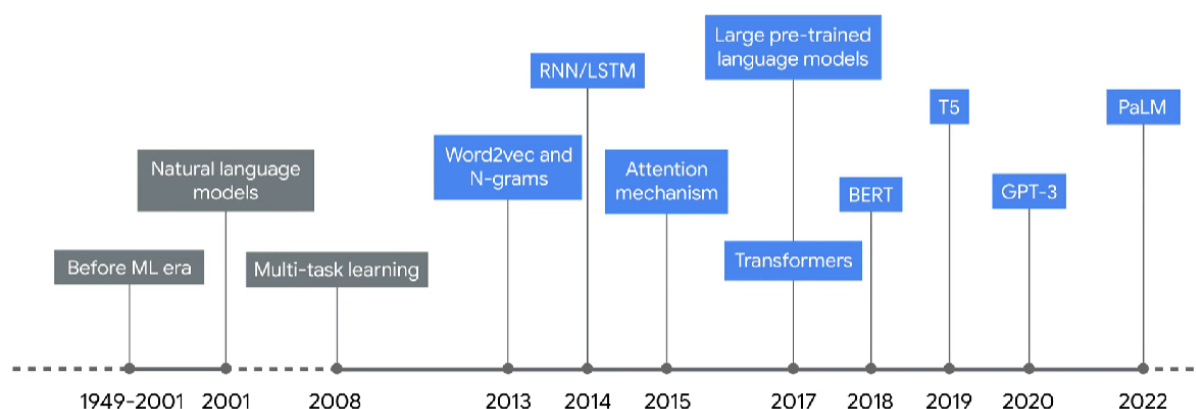 Large pre-trained
language models
RNN/LSTM
T5
PaLM
Word2vec and
N-grams
Natural language
models
Attention
mechanism
BERT
GPT-3
Before ML era
Multi-task learning
Transformers
1949-2001
2001
2008
2013
2014
2015
2017
2018
2019
2020
2022